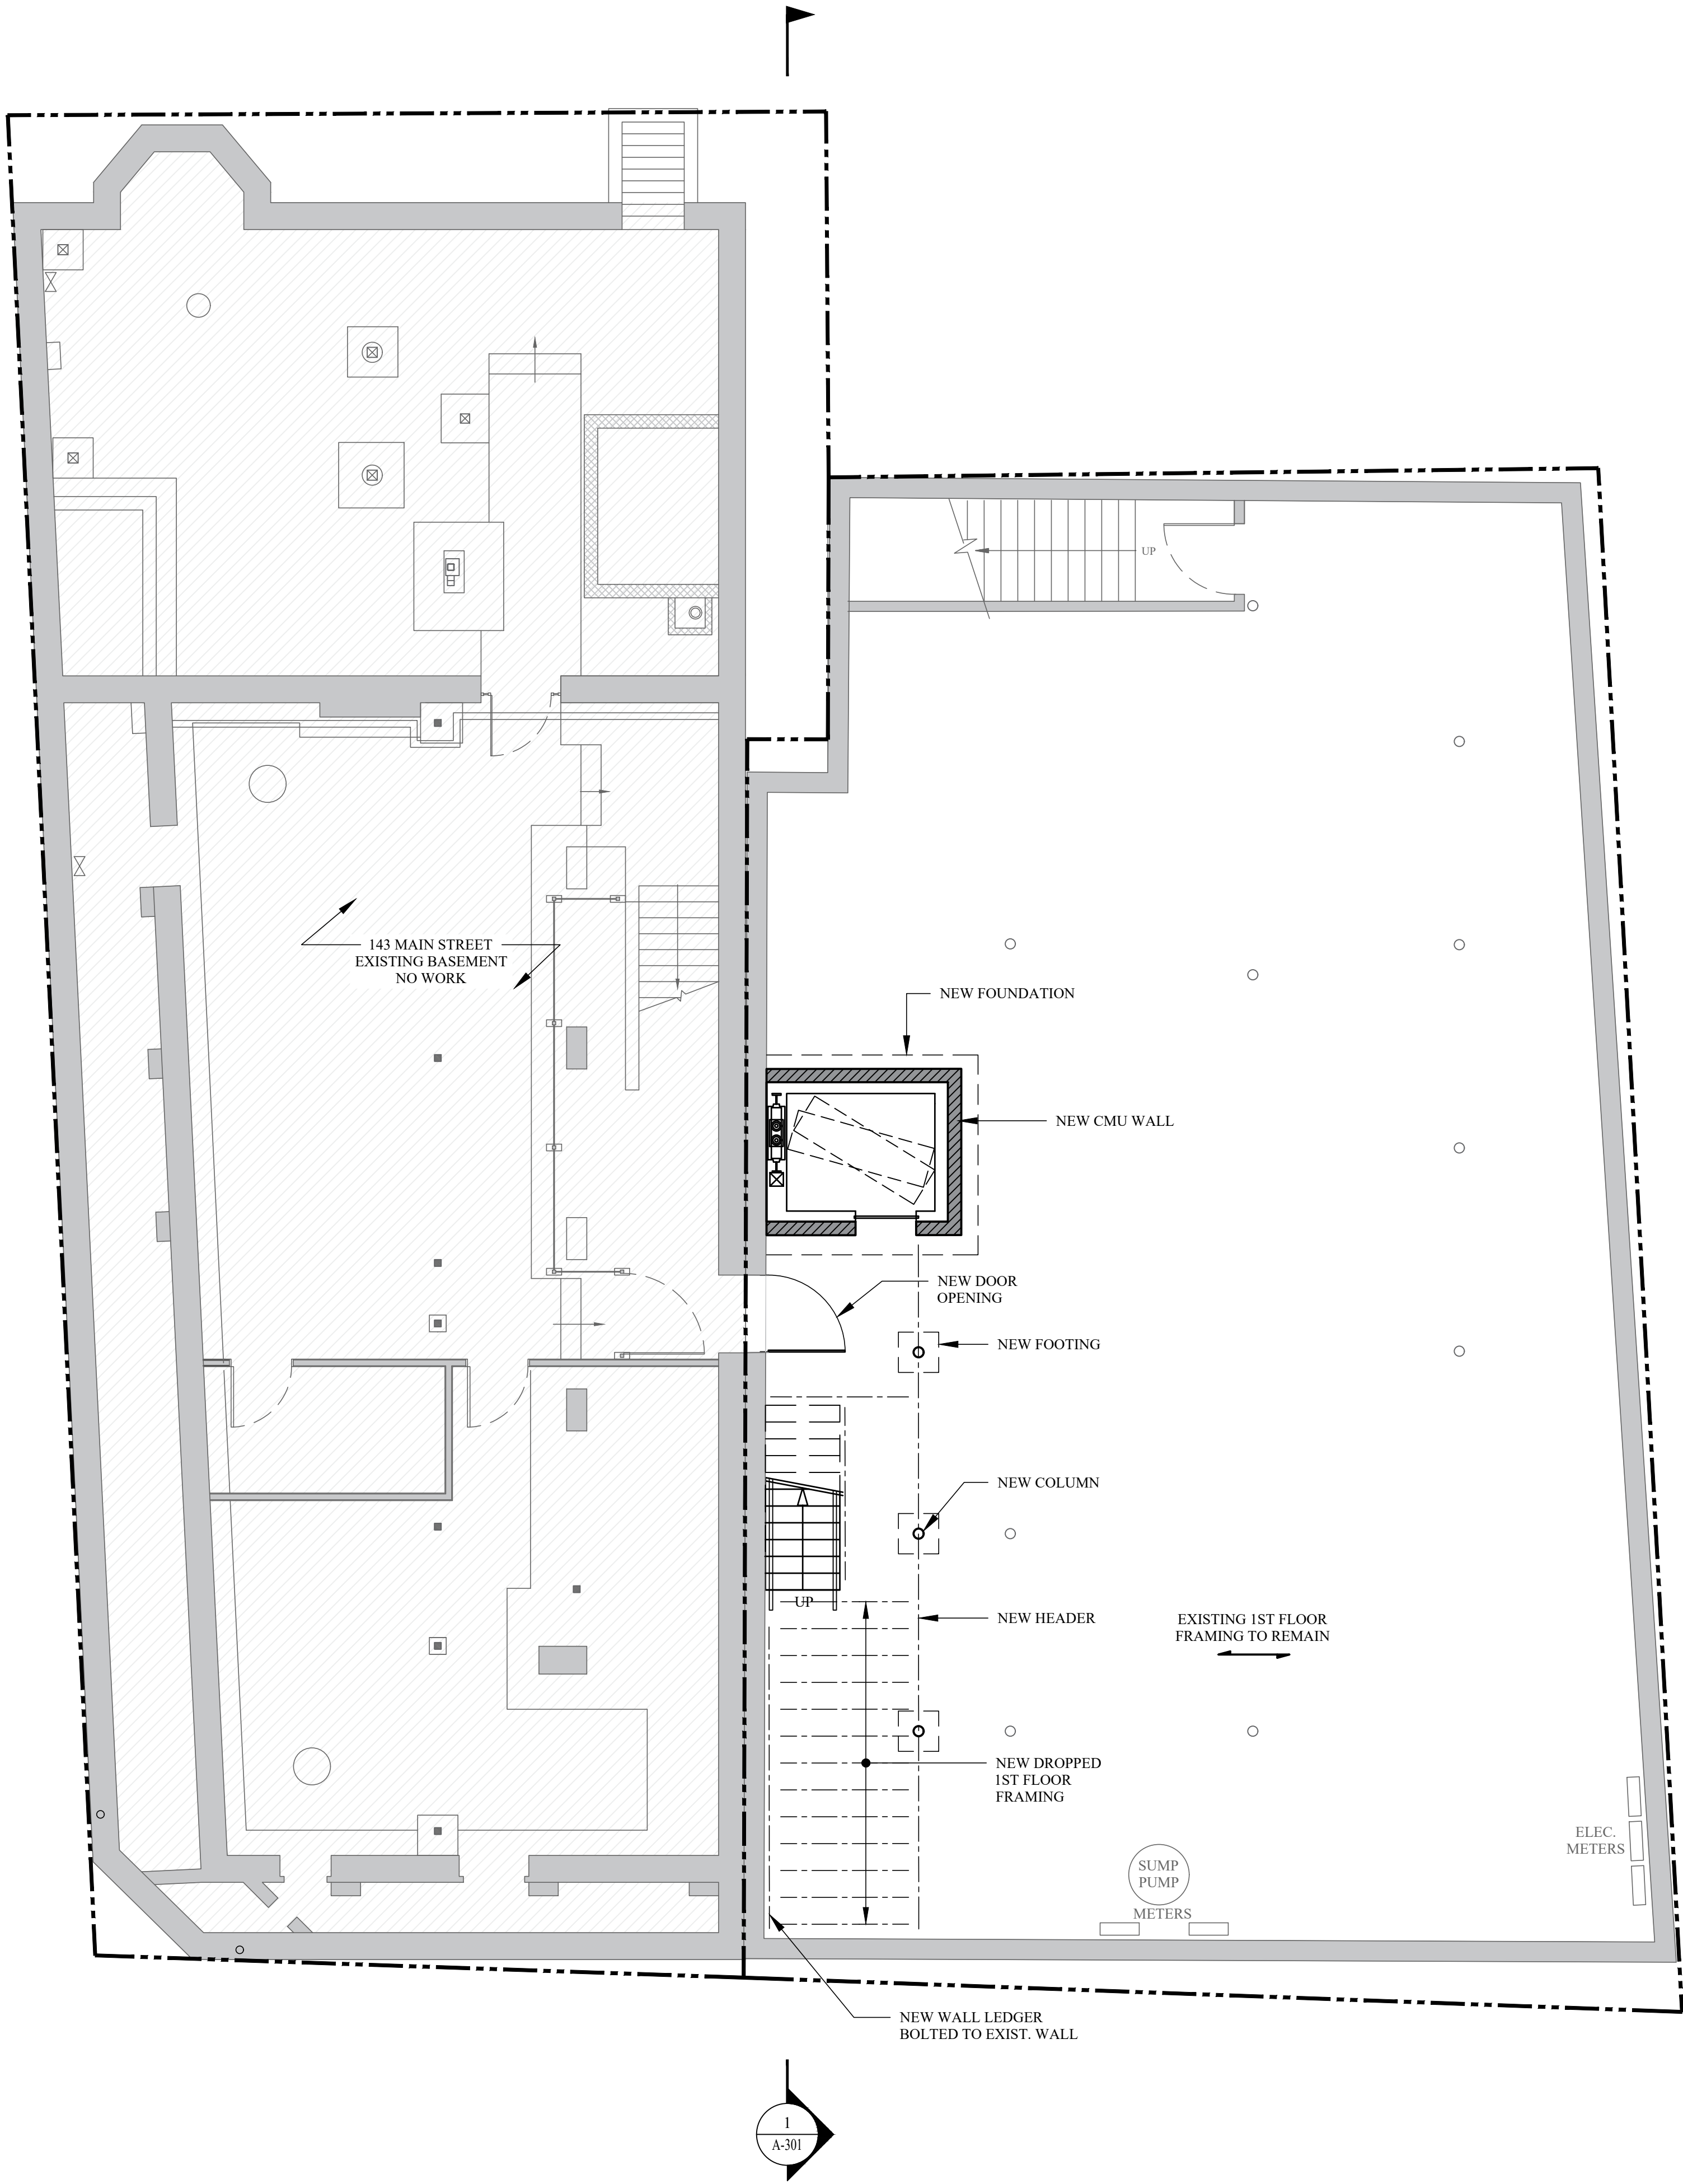 UP
143 MAIN STREET
EXISTING BASEMENT
NO WORK
NEW FOUNDATION
NEW CMU WALL
NEW DOOR
OPENING
NEW FOOTING
NEW COLUMN
UP
NEW HEADER
EXISTING 1ST FLOOR
FRAMING TO REMAIN
NEW DROPPED
1ST FLOOR
FRAMING
ELEC.
METERS
SUMP
PUMP
METERS
NEW WALL LEDGER
BOLTED TO EXIST. WALL
1
A-301